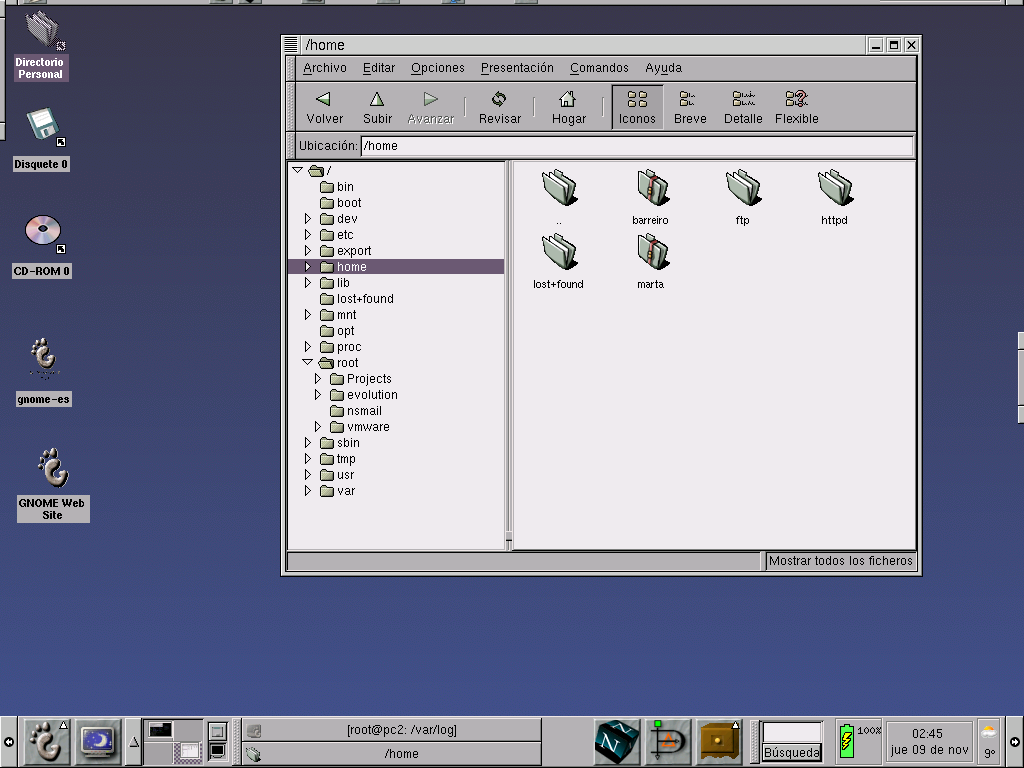 Directorio
Personal
Disquete 0
CD-ROM 0
gnome-es
GNOME Web
Site
/home
Archivo Editar Opciones Presentación Comandos Ayuda
Volver Subir Avanzar Revisar Hogar Iconos Breve Detalle Flexible
Ubicación: /home
/
bin
boot
dev
etc
export
home
lib
lost+found
mnt
opt
proc
root
Projects
evolution
nsmail
vmware
sbin
tmp
usr
var
.. barreiro ftp httpd
lost+found marta
Mostrar todos los ficheros
[root@pc2: /var/log]
/home
N
Búsqueda
100%
02:45
jue 09 de nov
9°